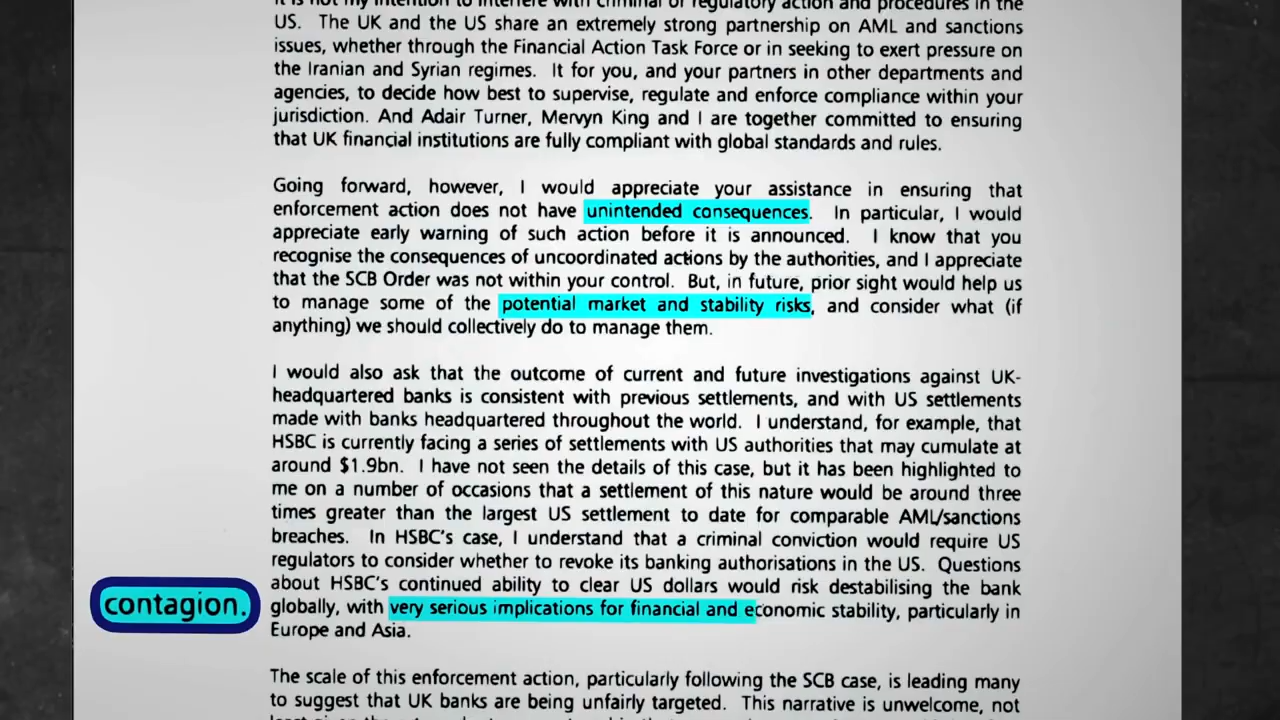 It is not my intention to interfere with criminal or regulatory action and procedures in the
US. The UK and the US share an extremely strong partnership on AML and sanctions
issues, whether through the Financial Action Task Force or in seeking to exert pressure on
the Iranian and Syrian regimes. It for you, and your partners in other departments and
agencies, to decide how best to supervise, regulate and enforce compliance within your
jurisdiction. And Adair Turner, Mervyn King and I are together committed to ensuring
that UK financial institutions are fully compliant with global standards and rules.
Going forward, however, I would appreciate your assistance in ensuring that
enforcement action does not have unintended consequences. In particular, I would
appreciate early warning of such action before it is announced. I know that you
recognise the consequences of uncoordinated actions by the authorities, and I appreciate
that the SCB Order was not within your control. But, in future, prior sight would help us
to manage some of the potential market and stability risks, and consider what (if
anything) we should collectively do to manage them.
I would also ask that the outcome of current and future investigations against UK-
headquartered banks is consistent with previous settlements, and with US settlements
made with banks headquartered throughout the world. I understand, for example, that
HSBC is currently facing a series of settlements with US authorities that may cumulate at
around $1.9bn. I have not seen the details of this case, but it has been highlighted to
me on a number of occasions that a settlement of this nature would be around three
times greater than the largest US settlement to date for comparable AML/sanctions
breaches. In HSBC's case, I understand that a criminal conviction would require US
regulators to consider whether to revoke its banking authorisations in the US. Questions
about HSBC's continued ability to clear US dollars would risk destabilising the bank
contagion.
globally, with very serious implications for financial and economic stability, particularly in
Europe and Asia.
The scale of this enforcement action, particularly following the SCB case, is leading many
to suggest that UK banks are being unfairly targeted. This narrative is unwelcome, not